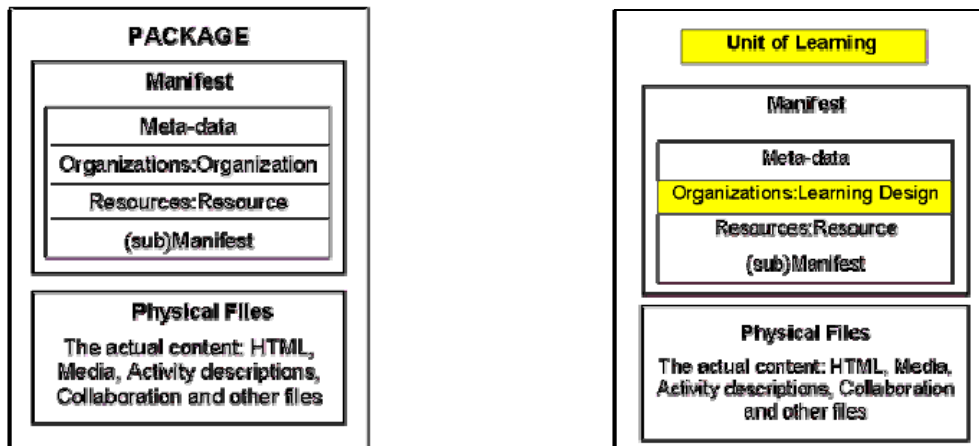 PACKAGE
Manifest
Meta-data
Organizations:Organization
Resources:Resource
(sub)Manifest
Physical Files
The actual content: HTML,
Media, Activity descriptions,
Collaboration and other files
Unit of Learning
Manifest
Meta-data
Organizations:Learning Design
Resources:Resource
(sub)Manifest
Physical Files
The actual content: HTML, Media,
Activity descriptions, Collaboration
and other files